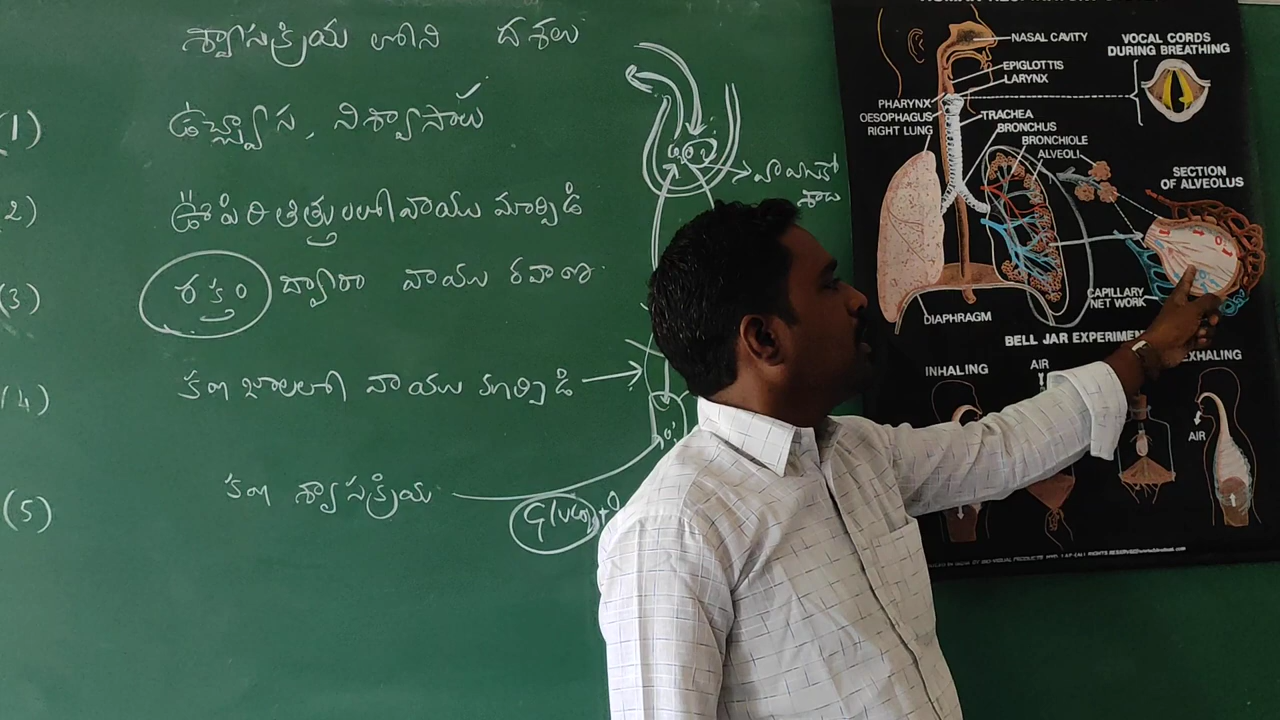 శ్వాసక్రియ లోని దశలు
(1) ఉచ్ఛ్వాస, నిశ్వాసాలు
2) ఊపిరితిత్తులలో వాయు మార్పిడి
(3) రక్తం ద్వారా వాయు రవాణా
(4) కణజాలలలో వాయు మార్పిడి
(5) కణ శ్వాసక్రియ
NASAL CAVITY
EPIGLOTTIS
LARYNX
PHARYNX
OESOPHAGUS
RIGHT LUNG
TRACHEA
BRONCHUS
BRONCHIOLE
ALVEOLI
VOCAL CORDS
DURING BREATHING
SECTION
OF ALVEOLUS
CAPILLARY
NET WORK
DIAPHRAGM
BELL JAR
INHALING
AIR
EXHALING
AIR